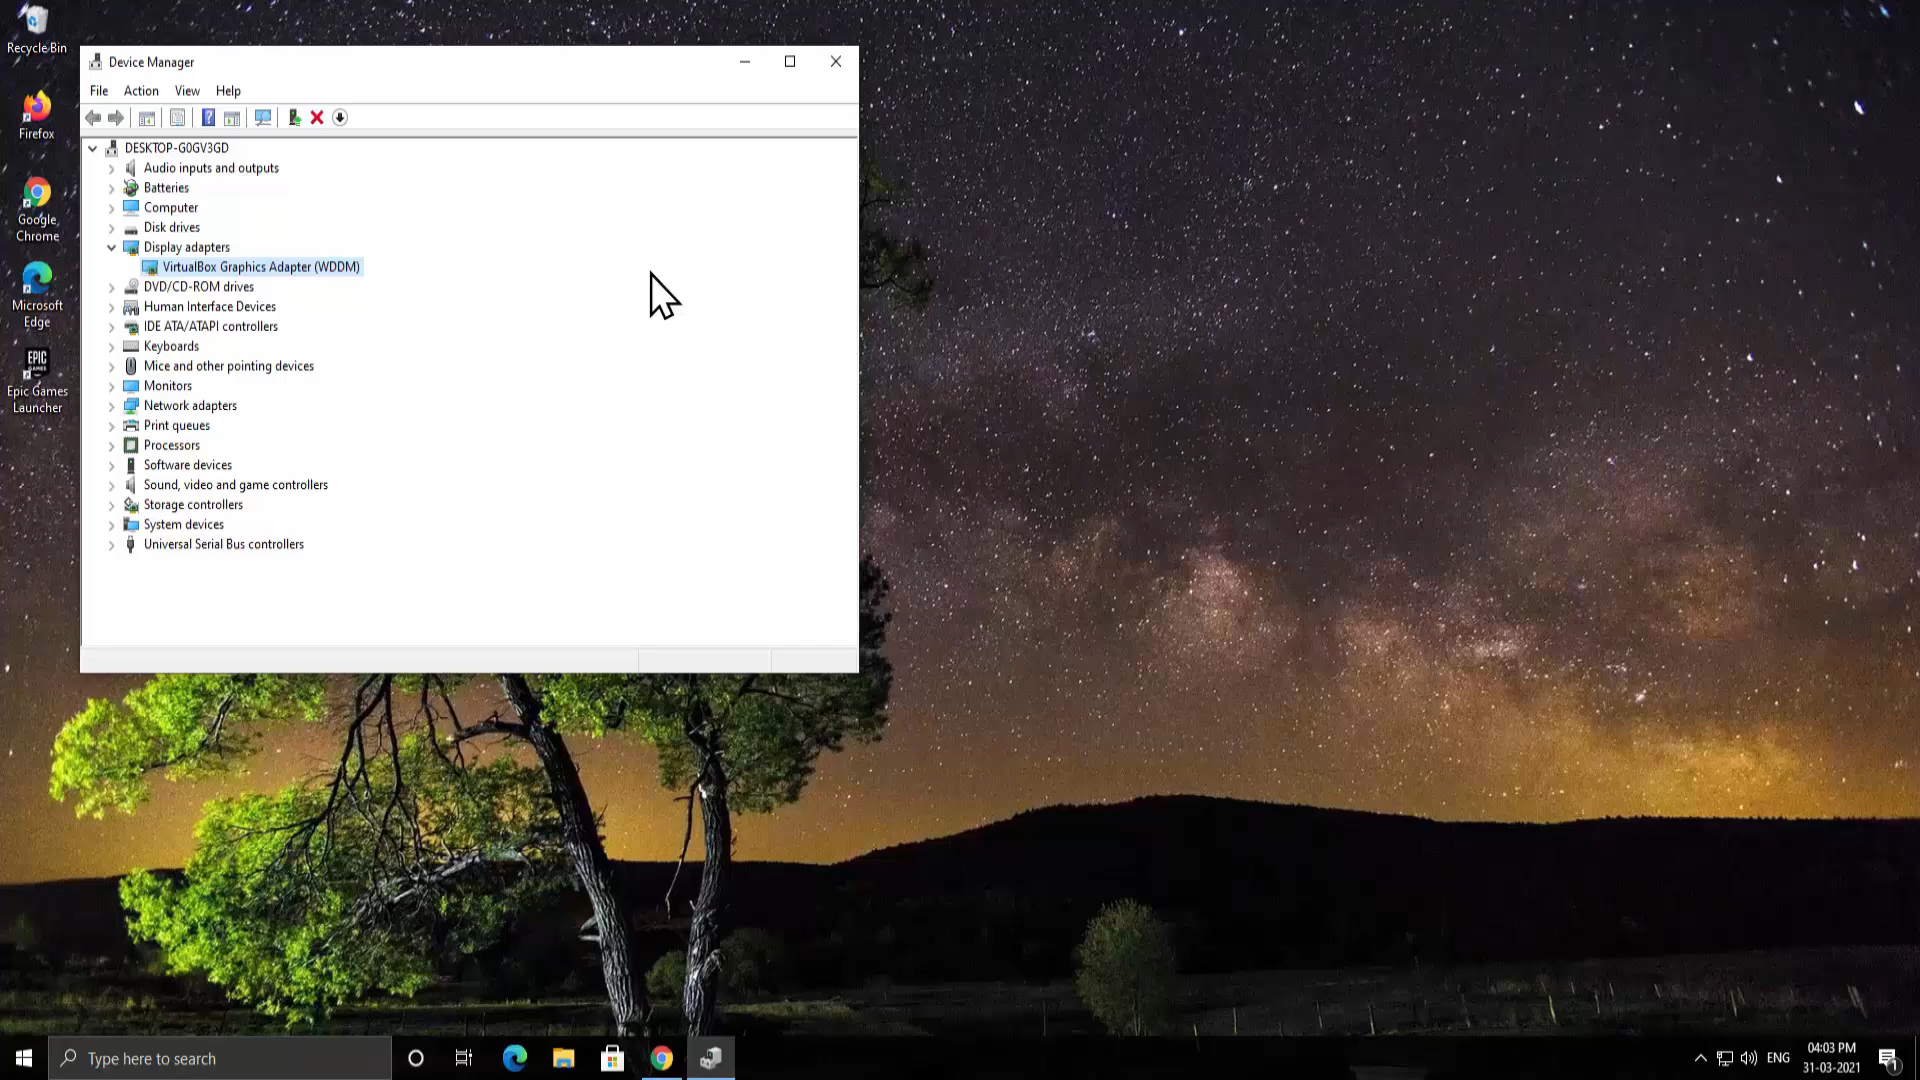 Recycle Bin
Firefox
Google
Chrome
Microsoft
Edge
EPIC
GAMES
Epic Games
Launcher
Device Manager
File Action View Help
DESKTOP-G0GV3GD
Audio inputs and outputs
Batteries
Computer
Disk drives
Display adapters
VirtualBox Graphics Adapter (WDDM)
DVD/CD-ROM drives
Human Interface Devices
IDE ATA/ATAPI controllers
Keyboards
Mice and other pointing devices
Monitors
Network adapters
Print queues
Processors
Software devices
Sound, video and game controllers
Storage controllers
System devices
Universal Serial Bus controllers
Type here to search
ENG
04:03 PM
31-03-2021
1